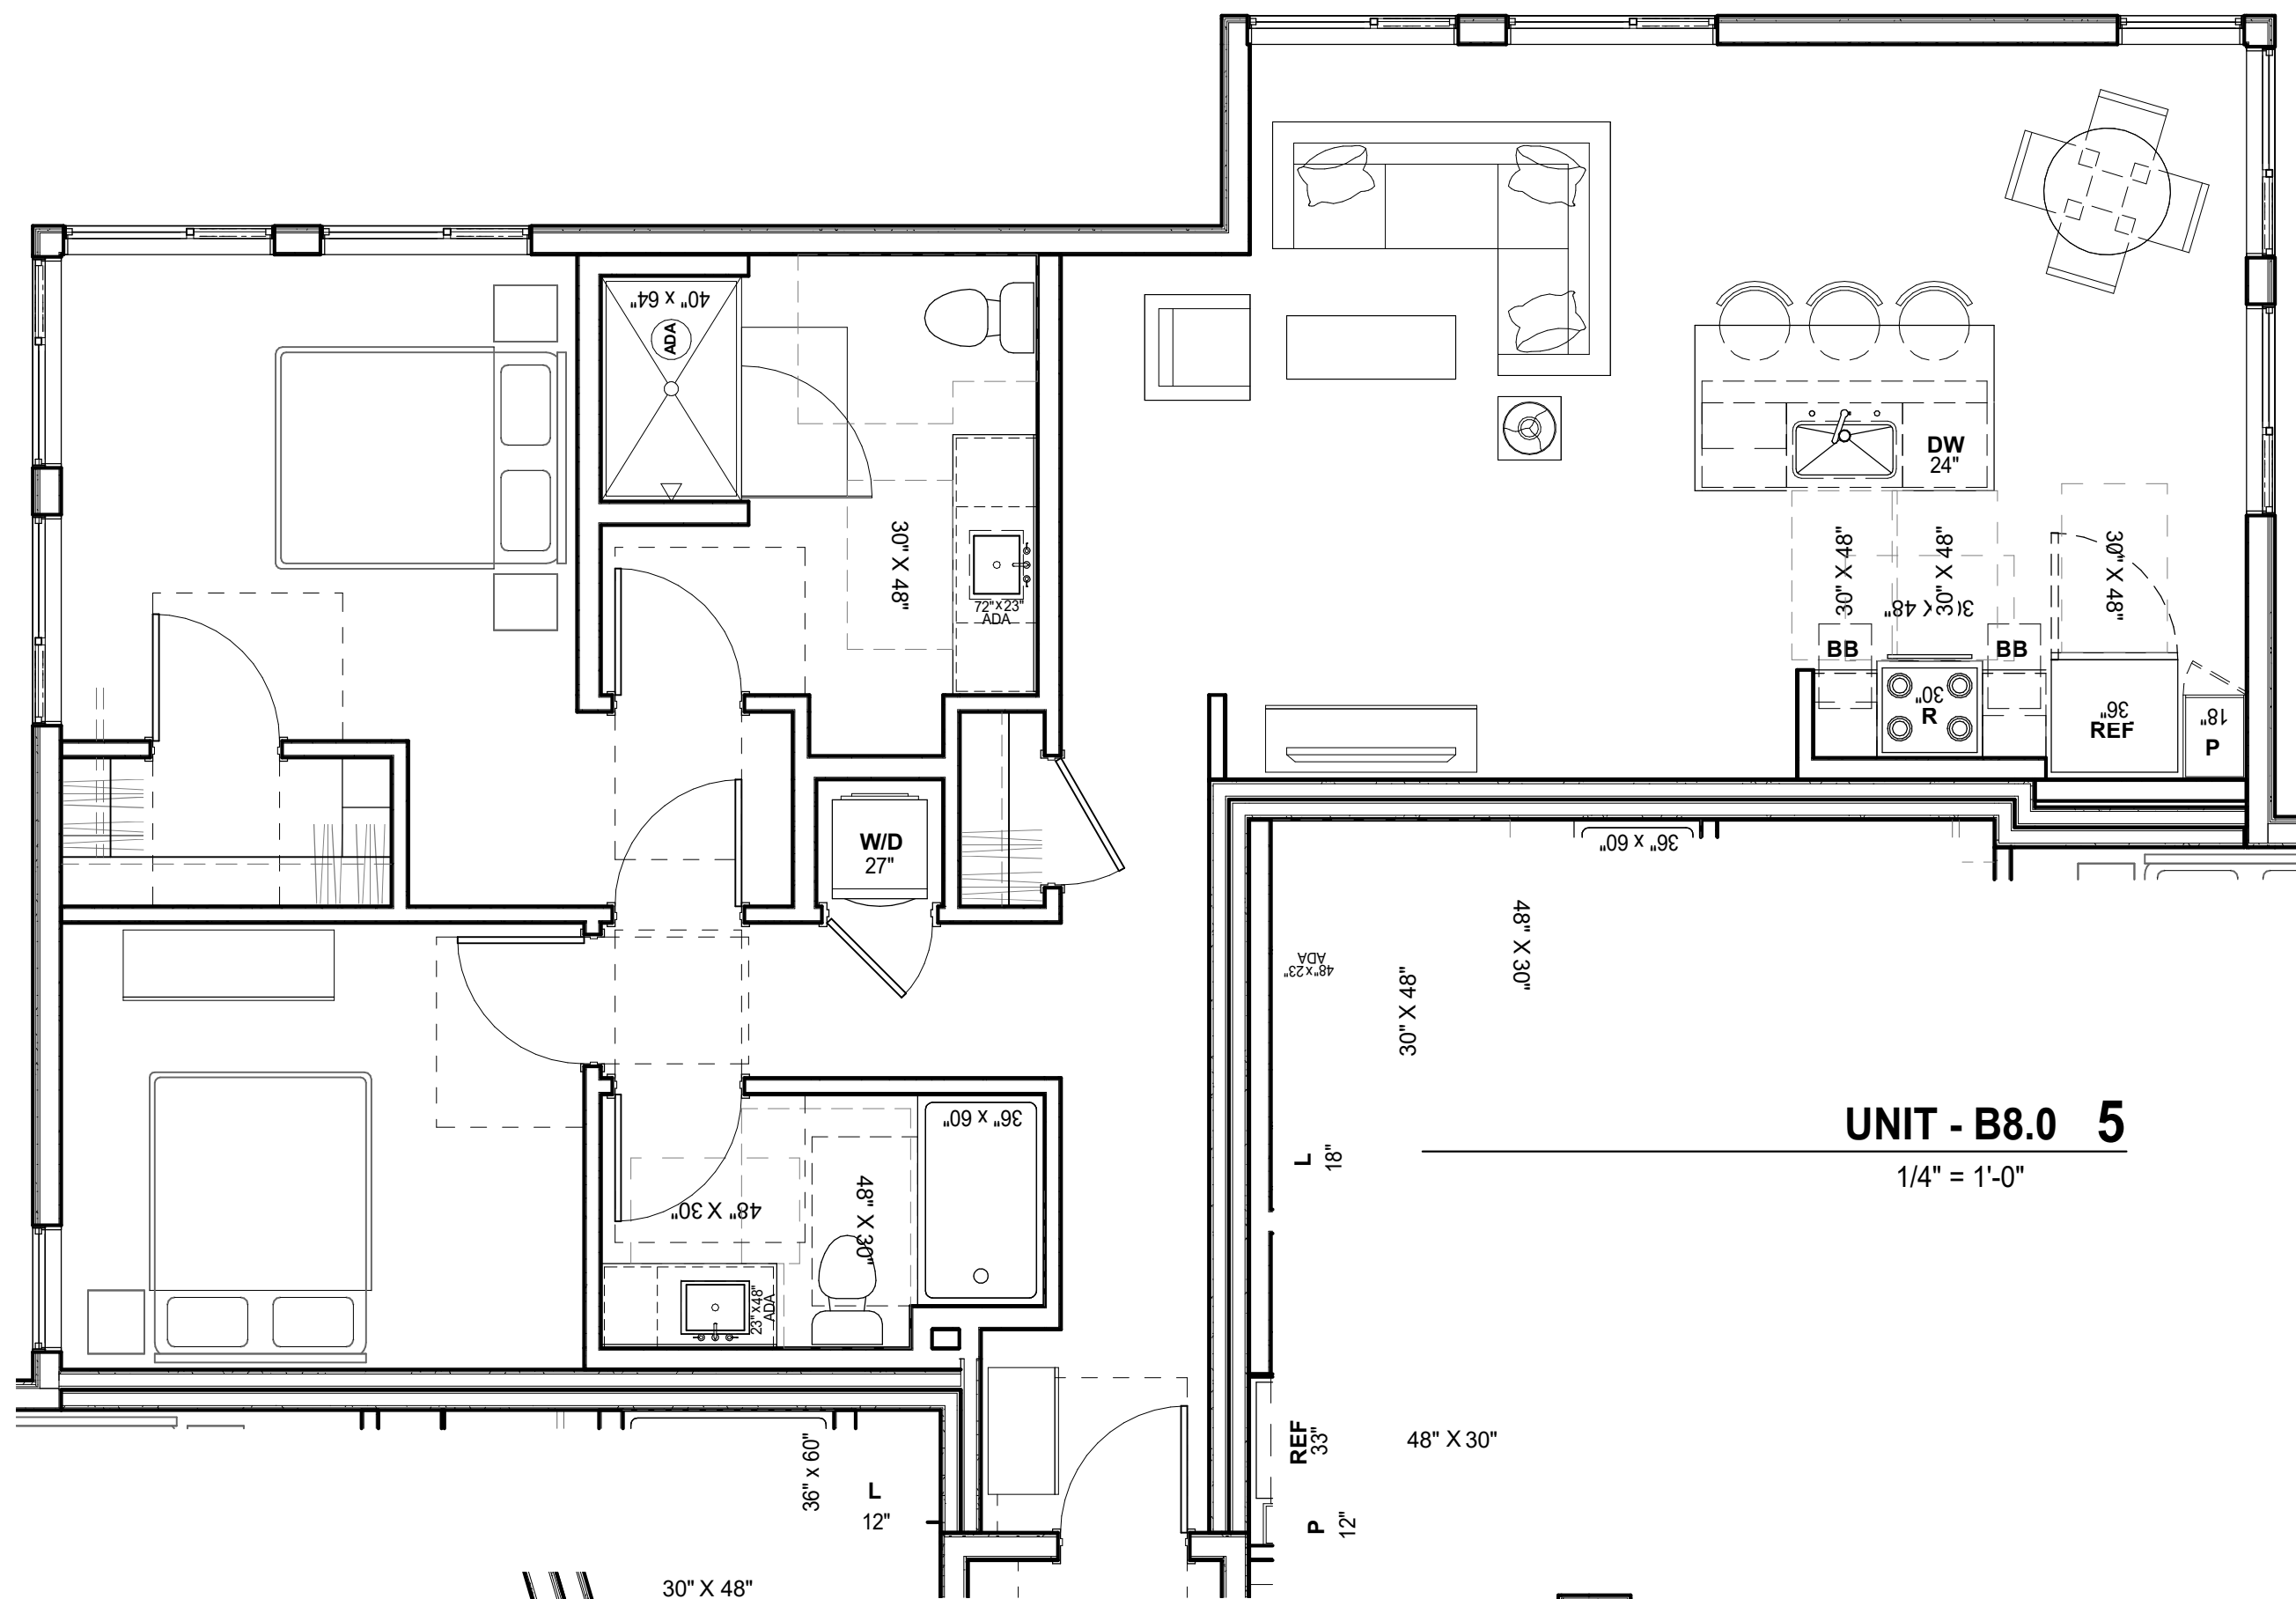 40" x 64"
ADA
30" X 48"
72"x23"
ADA
DW
24"
30" X 48"
30" X 48"
30" X 48"
30" X 48"
BB
BB
30"
R
36"
REF
18"
P
W/D
27"
36" x 60"
48" X 30"
48"x23"
ADA
30" X 48"
36" x 60"
48" X 30"
48" X 30"
23"x48"
ADA
L
18"
UNIT - B8.0 5
1/4" = 1'-0"
REF
33"
48" X 30"
P
12"
36" x 60"
L
12"
30" X 48"